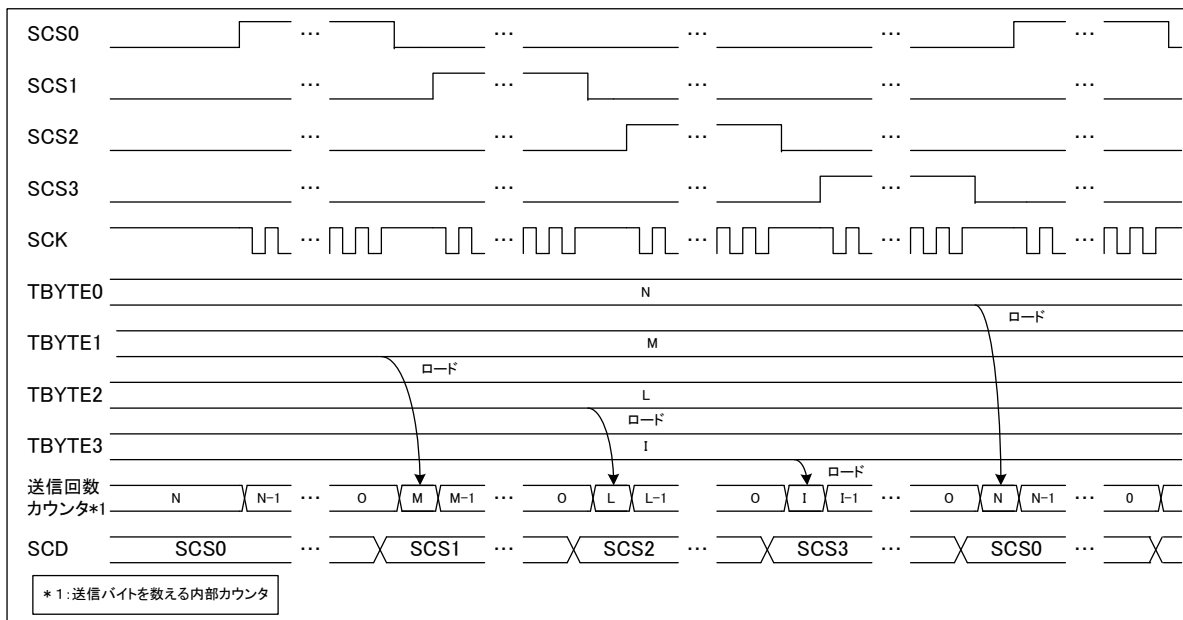 SCS0 ... ... ... ... ...
SCS1 ... ... ... ... ...
SCS2 ... ... ... ... ...
SCS3 ... ... ... ... ...
SCK ... ... ... ... ...
TBYTE0 N
ロード
TBYTE1 M
ロード
TBYTE2 L
ロード
TBYTE3 I
ロード
送信回数
カウンタ*1
N N-1 ... O M M-1 ... O L L-1 ... O I I-1 ... O N N-1 ... 0
SCD SCS0 ... SCS1 ... SCS2 ... SCS3 ... SCS0 ...
*1:送信バイトを数える内部カウンタ